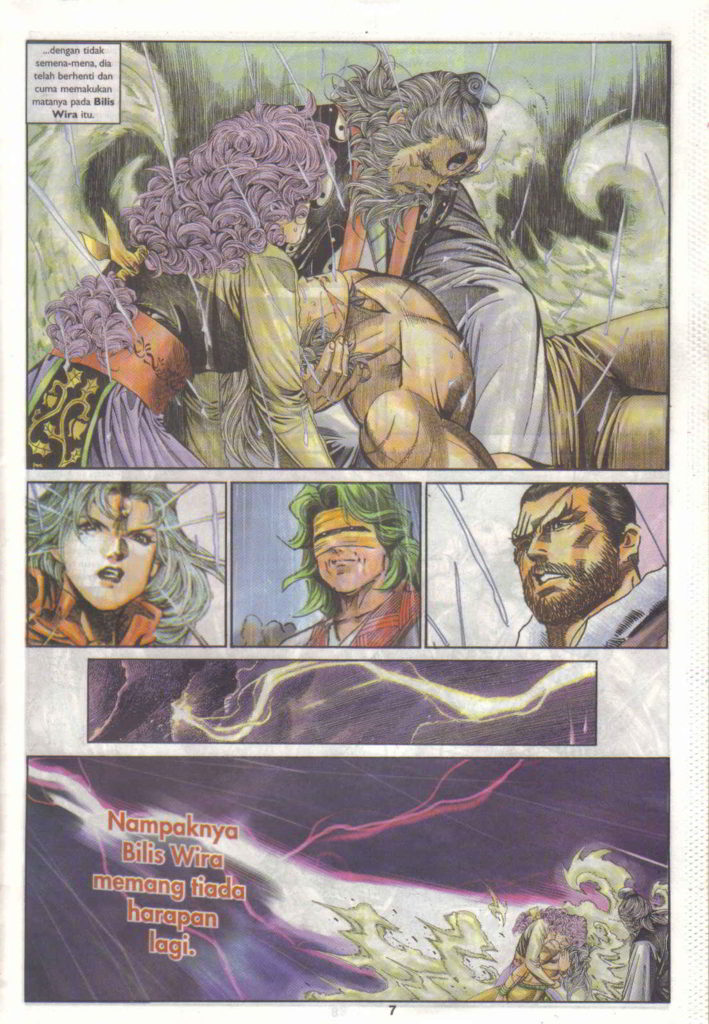 ...dengan tidak
semena-mena, dia
telah berhenti dan
cuma memakukan
matanya pada Bilis
Wira itu.
Nampaknya
Bilis Wira
memang tiada
harapan
lagi.
7